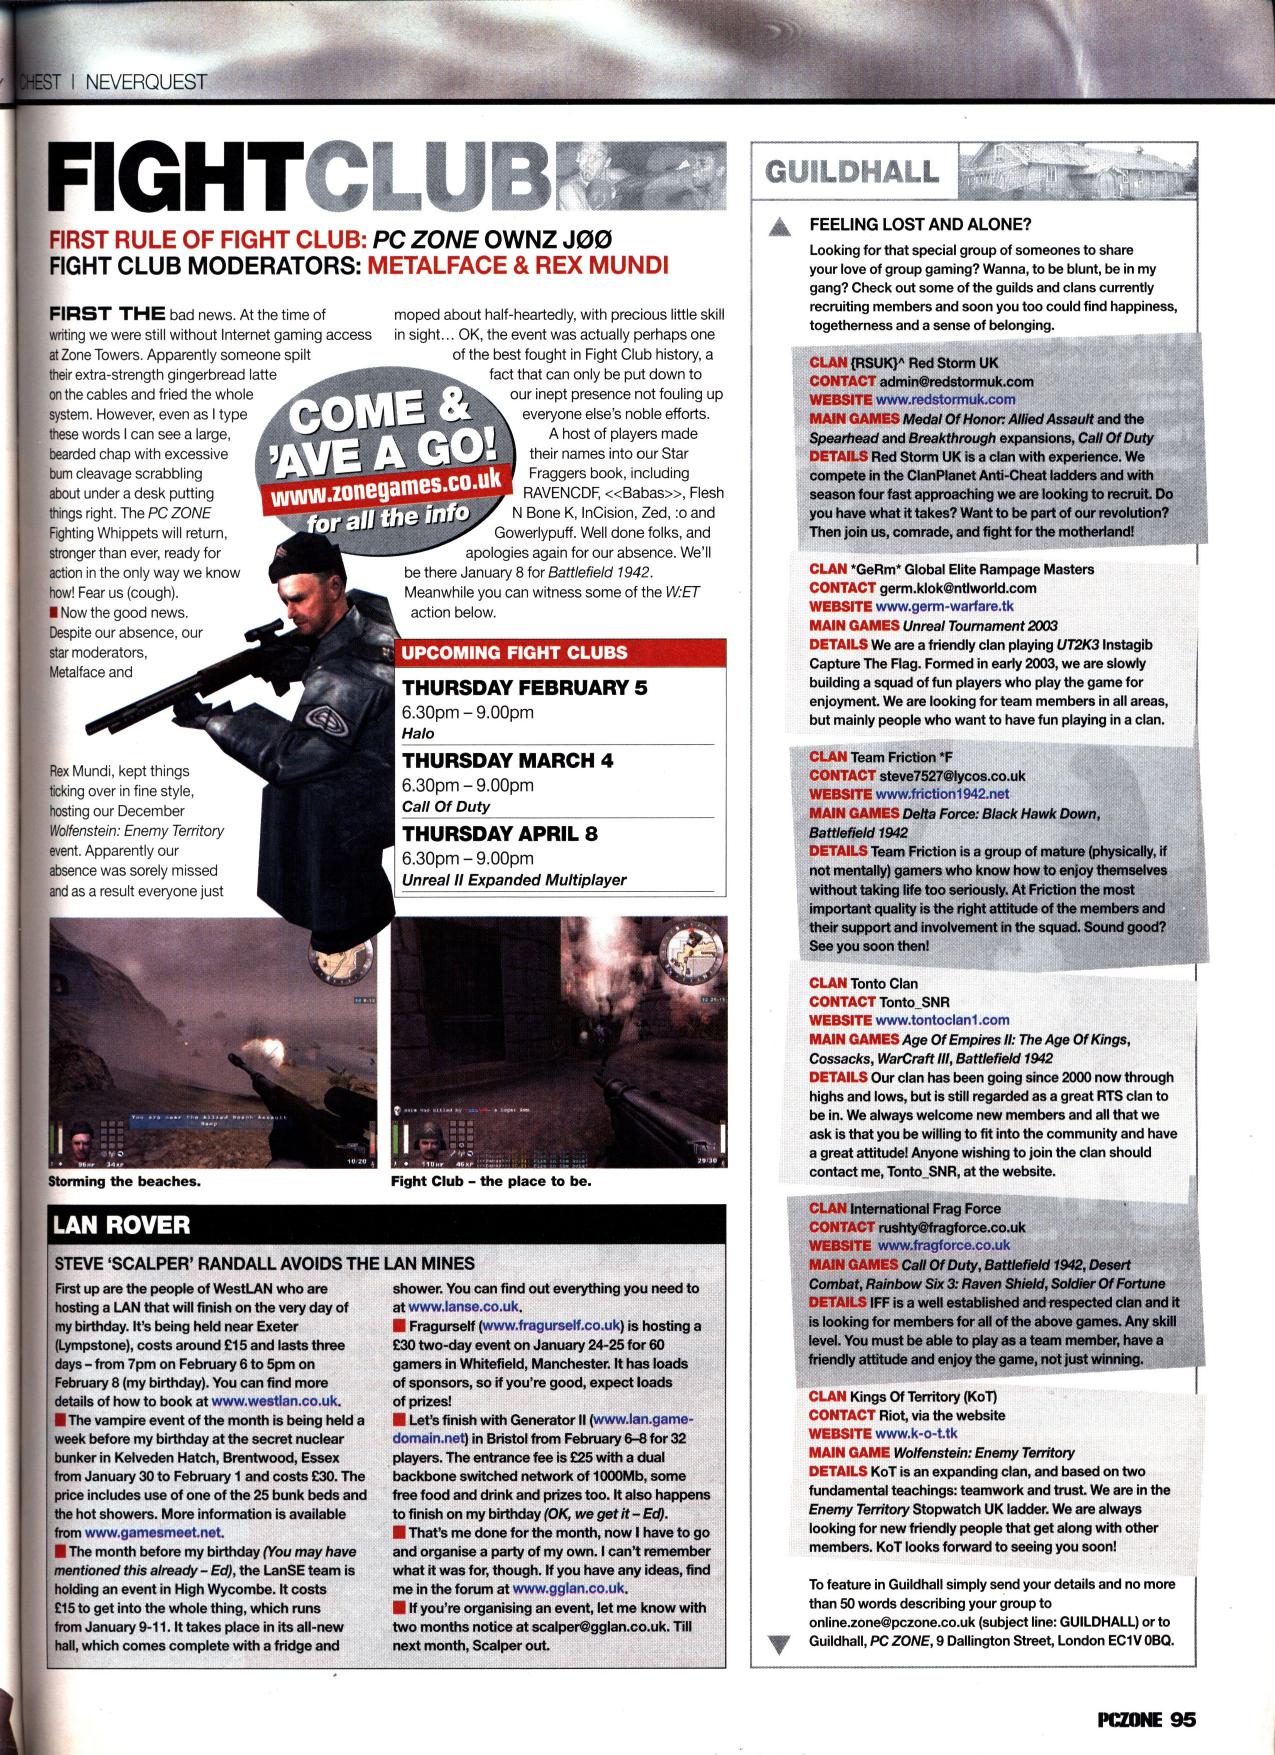 CHEST | NEVERQUEST
FIGHTCLUB
FIRST RULE OF FIGHT CLUB: PC ZONE OWNZ JØØ
FIGHT CLUB MODERATORS: METALFACE & REX MUNDI
FIRST THE bad news. At the time of
writing we were still without Internet gaming access
at Zone Towers. Apparently someone spilt
their extra-strength gingerbread latte
on the cables and fried the whole
system. However, even as I type
these words I can see a large,
bearded chap with excessive
bum cleavage scrabbling
about under a desk putting
things right. The PC ZONE
Fighting Whippets will return,
stronger than ever, ready for
action in the only way we know
how! Fear us (cough).
Now the good news.
Despite our absence, our
star moderators,
Metalface and
Rex Mundi, kept things
ticking over in fine style,
hosting our December
Wolfenstein: Enemy Territory
event. Apparently our
absence was sorely missed
and as a result everyone just
moped about half-heartedly, with precious little skill
in sight... OK, the event was actually perhaps one
of the best fought in Fight Club history, a
fact that can only be put down to
our inept presence not fouling up
everyone else's noble efforts.
A host of players made
their names into our Star
Fraggers book, including
RAVENCDF, <<Babas>>, Flesh
N Bone K, InCision, Zed, :o and
Gowerlypuff. Well done folks, and
apologies again for our absence. We'll
be there January 8 for Battlefield 1942.
Meanwhile you can witness some of the W:ET
action below.
COME &
'AVE A GO!
www.zonegames.co.uk
for all the info
UPCOMING FIGHT CLUBS
THURSDAY FEBRUARY 5
6.30pm – 9.00pm
Halo
THURSDAY MARCH 4
6.30pm – 9.00pm
Call Of Duty
THURSDAY APRIL 8
6.30pm – 9.00pm
Unreal II Expanded Multiplayer
You are near the Allied Beach Assault
Ramp
Storming the beaches.
Fight Club – the place to be.
LAN ROVER
STEVE 'SCALPER' RANDALL AVOIDS THE LAN MINES
First up are the people of WestLAN who are
hosting a LAN that will finish on the very day of
my birthday. It's being held near Exeter
(Lympstone), costs around £15 and lasts three
days – from 7pm on February 6 to 5pm on
February 8 (my birthday). You can find more
details of how to book at www.westlan.co.uk.
The vampire event of the month is being held a
week before my birthday at the secret nuclear
bunker in Kelveden Hatch, Brentwood, Essex
from January 30 to February 1 and costs £30. The
price includes use of one of the 25 bunk beds and
the hot showers. More information is available
from www.gamesmeet.net.
The month before my birthday (You may have
mentioned this already – Ed), the LanSE team is
holding an event in High Wycombe. It costs
£15 to get into the whole thing, which runs
from January 9-11. It takes place in its all-new
hall, which comes complete with a fridge and
shower. You can find out everything you need to
at www.lanse.co.uk.
Fragurself (www.fragurself.co.uk) is hosting a
£30 two-day event on January 24-25 for 60
gamers in Whitefield, Manchester. It has loads
of sponsors, so if you're good, expect loads
of prizes!
Let's finish with Generator II (www.lan.game-
domain.net) in Bristol from February 6–8 for 32
players. The entrance fee is £25 with a dual
backbone switched network of 1000Mb, some
free food and drink and prizes too. It also happens
to finish on my birthday (OK, we get it – Ed).
That's me done for the month, now I have to go
and organise a party of my own. I can't remember
what it was for, though. If you have any ideas, find
me in the forum at www.gglan.co.uk.
If you're organising an event, let me know with
two months notice at scalper@gglan.co.uk. Till
next month, Scalper out.
GUILDHALL
FEELING LOST AND ALONE?
Looking for that special group of someones to share
your love of group gaming? Wanna, to be blunt, be in my
gang? Check out some of the guilds and clans currently
recruiting members and soon you too could find happiness,
togetherness and a sense of belonging.
CLAN {RSUK}^ Red Storm UK
CONTACT admin@redstormuk.com
WEBSITE www.redstormuk.com
MAIN GAMES Medal Of Honor: Allied Assault and the
Spearhead and Breakthrough expansions, Call Of Duty
DETAILS Red Storm UK is a clan with experience. We
compete in the ClanPlanet Anti-Cheat ladders and with
season four fast approaching we are looking to recruit. Do
you have what it takes? Want to be part of our revolution?
Then join us, comrade, and fight for the motherland!
CLAN *GeRm* Global Elite Rampage Masters
CONTACT germ.klok@ntlworld.com
WEBSITE www.germ-warfare.tk
MAIN GAMES Unreal Tournament 2003
DETAILS We are a friendly clan playing UT2K3 Instagib
Capture The Flag. Formed in early 2003, we are slowly
building a squad of fun players who play the game for
enjoyment. We are looking for team members in all areas,
but mainly people who want to have fun playing in a clan.
CLAN Team Friction *F
CONTACT steve7527@lycos.co.uk
WEBSITE www.friction1942.net
MAIN GAMES Delta Force: Black Hawk Down,
Battlefield 1942
DETAILS Team Friction is a group of mature (physically, if
not mentally) gamers who know how to enjoy themselves
without taking life too seriously. At Friction the most
important quality is the right attitude of the members and
their support and involvement in the squad. Sound good?
See you soon then!
CLAN Tonto Clan
CONTACT Tonto_SNR
WEBSITE www.tontoclan1.com
MAIN GAMES Age Of Empires II: The Age Of Kings,
Cossacks, WarCraft III, Battlefield 1942
DETAILS Our clan has been going since 2000 now through
highs and lows, but is still regarded as a great RTS clan to
be in. We always welcome new members and all that we
ask is that you be willing to fit into the community and have
a great attitude! Anyone wishing to join the clan should
contact me, Tonto_SNR, at the website.
CLAN International Frag Force
CONTACT rushty@fragforce.co.uk
WEBSITE www.fragforce.co.uk
MAIN GAMES Call Of Duty, Battlefield 1942, Desert
Combat, Rainbow Six 3: Raven Shield, Soldier Of Fortune
DETAILS IFF is a well established and respected clan and it
is looking for members for all of the above games. Any skill
level. You must be able to play as a team member, have a
friendly attitude and enjoy the game, not just winning.
CLAN Kings Of Territory (KoT)
CONTACT Riot, via the website
WEBSITE www.k-o-t.tk
MAIN GAME Wolfenstein: Enemy Territory
DETAILS KoT is an expanding clan, and based on two
fundamental teachings: teamwork and trust. We are in the
Enemy Territory Stopwatch UK ladder. We are always
looking for new friendly people that get along with other
members. KoT looks forward to seeing you soon!
To feature in Guildhall simply send your details and no more
than 50 words describing your group to
online.zone@pczone.co.uk (subject line: GUILDHALL) or to
Guildhall, PC ZONE, 9 Dallington Street, London EC1V 0BQ.
PCZONE 95